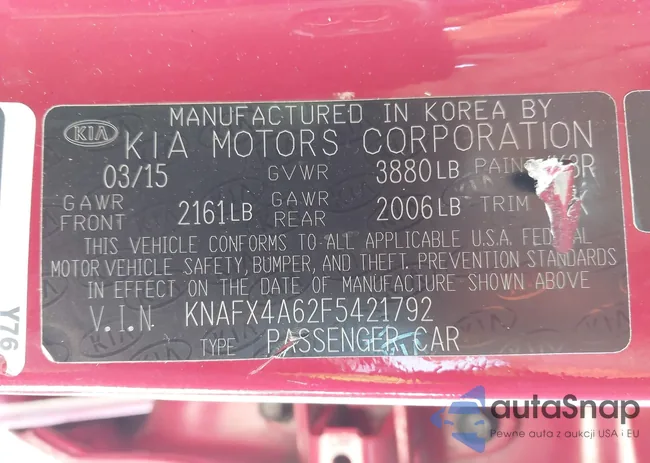 MANUFACTURED IN KOREA BY
KIA KIA MOTORS CORPORATION
03/15 GVWR 3880LB
GAWR FRONT 2161LB GAWR REAR 2006LB TRIM
THIS VEHICLE CONFORMS TO ALL APPLICABLE U.S.A.
MOTOR VEHICLE SAFETY, BUMPER, AND THEFT PREVENTION STANDARDS
IN EFFECT ON THE DATE OF MANUFACTURE SHOWN ABOVE
V.I.N KNAFX4A62F5421792
TYPE PASSENGER CAR
Y76
autaSnap
Pewne auta z aukcji USA i EU